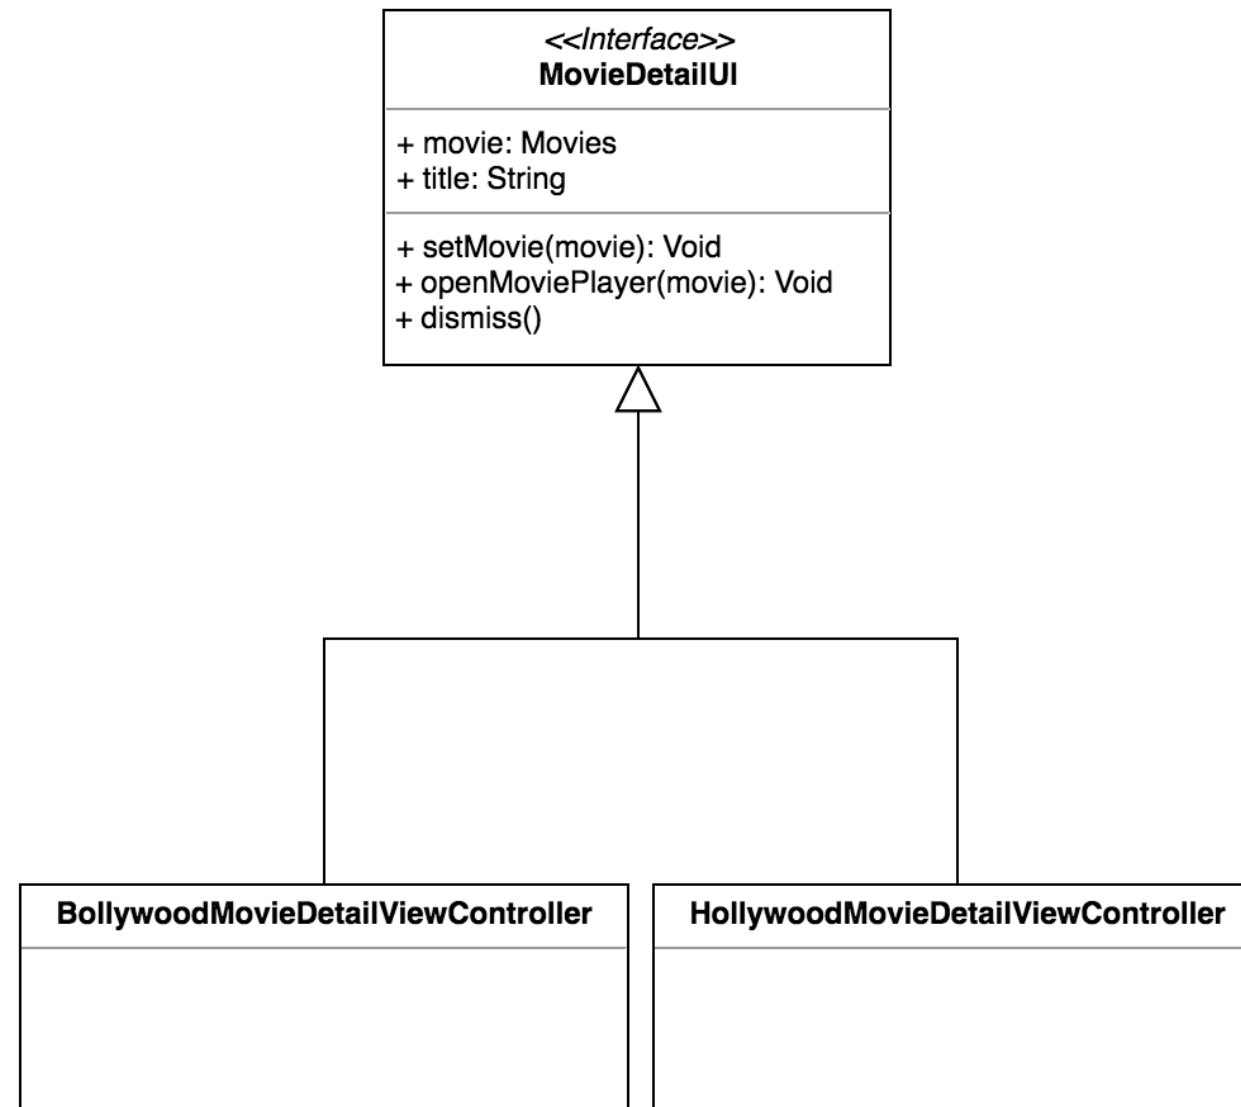 <<Interface>>
MovieDetailUI
+ movie: Movies
+ title: String
+ setMovie(movie): Void
+ openMoviePlayer(movie): Void
+ dismiss()
BollywoodMovieDetailViewController
HollywoodMovieDetailViewController